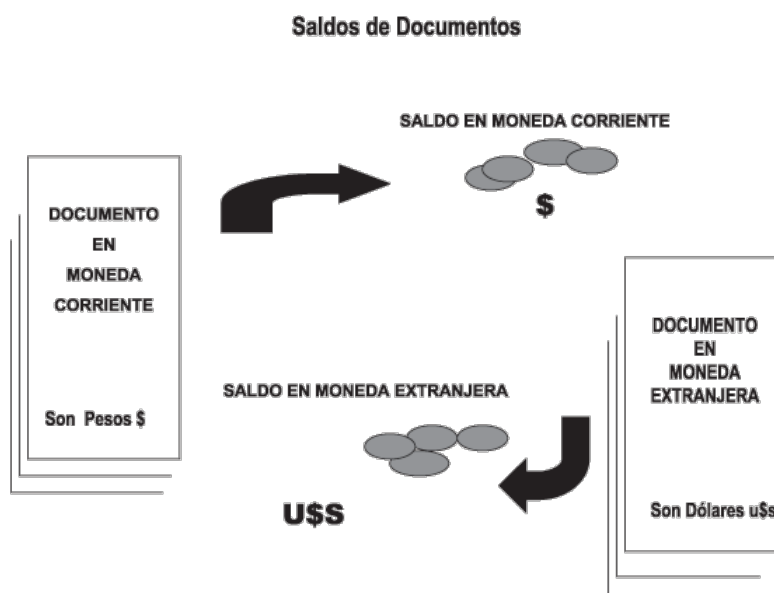 Saldos de Documentos
SALDO EN MONEDA CORRIENTE
$
DOCUMENTO
EN
MONEDA
CORRIENTE
Son Pesos $
SALDO EN MONEDA EXTRANJERA
U$S
DOCUMENTO
EN
MONEDA
EXTRANJERA
Son Dólares u$s